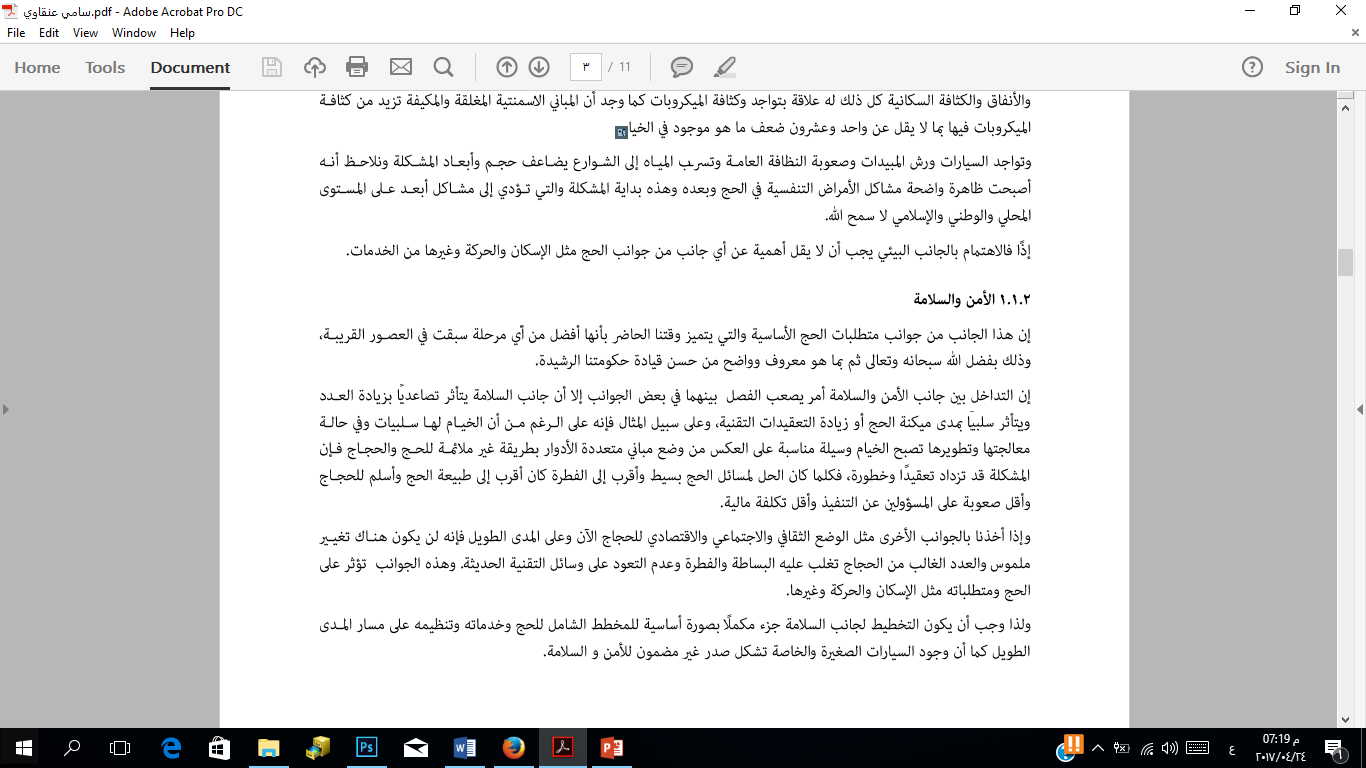 سامي عنقاوي.pdf - Adobe Acrobat Pro DC
File Edit View Window Help
Home Tools Document ٣ / 11 Sign In
والأنفاق والكثافة السكانية كل ذلك له علاقة بتواجد وكثافة الميكروبات كما وجد أن المباني الاسمنتية المغلقة والمكيفة تزيد من كثافة
الميكروبات فيها بما لا يقل عن واحد وعشرون ضعف ما هو موجود في الخيا
وتواجد السيارات ورش المبيدات وصعوبة النظافة العامة وتسرب المياه إلى الشوارع يضاعف حجم وأبعاد المشكلة ونلاحظ أنه
أصبحت ظاهرة واضحة مشاكل الأمراض التنفسية في الحج وبعده وهذه بداية المشكلة والتي تؤدي إلى مشاكل أبعد على المستوى
المحلي والوطني والإسلامي لا سمح الله.
إذًا فالاهتمام بالجانب البيئي يجب أن لا يقل أهمية عن أي جانب من جوانب الحج مثل الإسكان والحركة وغيرها من الخدمات.
١.١.٢ الأمن والسلامة
إن هذا الجانب من جوانب متطلبات الحج الأساسية والتي يتميز وقتنا الحاضر بأنها أفضل من أي مرحلة سبقت في العصور القريبة،
وذلك بفضل الله سبحانه وتعالى ثم بما هو معروف وواضح من حسن قيادة حكومتنا الرشيدة.
إن التداخل بين جانب الأمن والسلامة أمر يصعب الفصل بينهما في بعض الجوانب إلا أن جانب السلامة يتأثر تصاعديًا بزيادة العدد
ويتأثر سلبيًا بمدى ميكنة الحج أو زيادة التعقيدات التقنية، وعلى سبيل المثال فإنه على الرغم من أن الخيام لها سلبيات وفي حالة
معالجتها وتطويرها تصبح الخيام وسيلة مناسبة على العكس من وضع مباني متعددة الأدوار بطريقة غير ملائمة للحج والحجاج فإن
المشكلة قد تزداد تعقيدًا وخطورة، فكلما كان الحل لمسائل الحج بسيط وأقرب إلى الفطرة كان أقرب إلى طبيعة الحج وأسلم للحجاج
وأقل صعوبة على المسؤولين عن التنفيذ وأقل تكلفة مالية.
وإذا أخذنا بالجوانب الأخرى مثل الوضع الثقافي والاجتماعي والاقتصادي للحجاج الآن وعلى المدى الطويل فإنه لن يكون هناك تغيير
ملموس والعدد الغالب من الحجاج تغلب عليه البساطة والفطرة وعدم التعود على وسائل التقنية الحديثة. وهذه الجوانب تؤثر على
الحج ومتطلباته مثل الإسكان والحركة وغيرها.
ولذا وجب أن يكون التخطيط لجانب السلامة جزء مكملًا بصورة أساسية للمخطط الشامل للحج وخدماته وتنظيمه على مسار المدى
الطويل كما أن وجود السيارات الصغيرة والخاصة تشكل صدر غير مضمون للأمن و السلامة.
ع
07:19 م
٢٠١٧/٠٤/٢٤